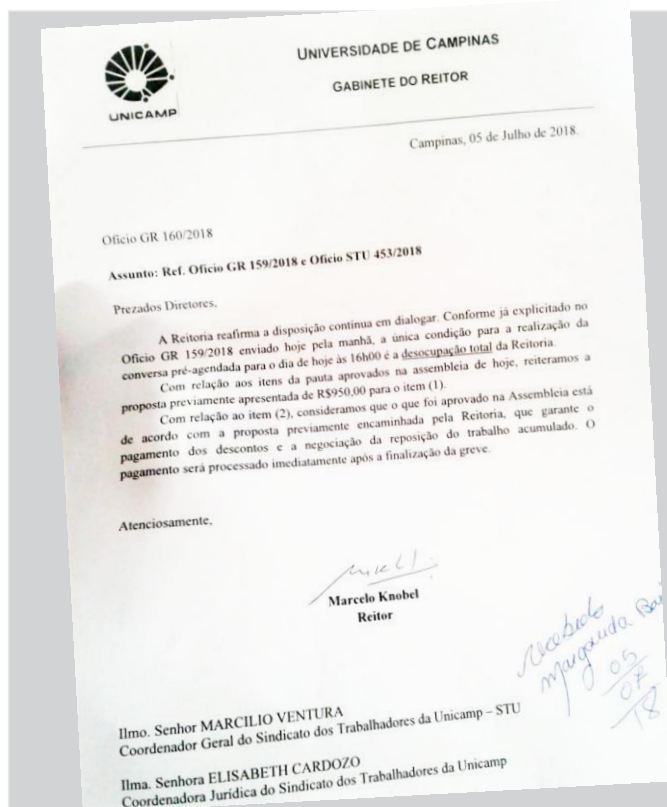 UNICAMP
UNIVERSIDADE DE CAMPINAS
GABINETE DO REITOR
Campinas, 05 de Julho de 2018.
Ofício GR 160/2018
Assunto: Ref. Ofício GR 159/2018 e Ofício STU 453/2018
Prezados Diretores,
A Reitoria reafirma a disposição contínua em dialogar. Conforme já explicitado no
Ofício GR 159/2018 enviado hoje pela manhã, a única condição para a realização da
conversa pré-agendada para o dia de hoje às 16h00 é a desocupação total da Reitoria.
Com relação aos itens da pauta aprovados na assembleia de hoje, reiteramos a
proposta previamente apresentada de R$950,00 para o item (1).
Com relação ao item (2), consideramos que o que foi aprovado na Assembleia está
de acordo com a proposta previamente encaminhada pela Reitoria, que garante o
pagamento dos descontos e a negociação da reposição do trabalho acumulado. O
pagamento será processado imediatamente após a finalização da greve.
Atenciosamente,
Marcelo Knobel
Reitor
recebido
Margarida
05
07
18
Ilmo. Senhor MARCILIO VENTURA
Coordenador Geral do Sindicato dos Trabalhadores da Unicamp – STU
Ilma. Senhora ELISABETH CARDOZO
Coordenadora Jurídica do Sindicato dos Trabalhadores da Unicamp